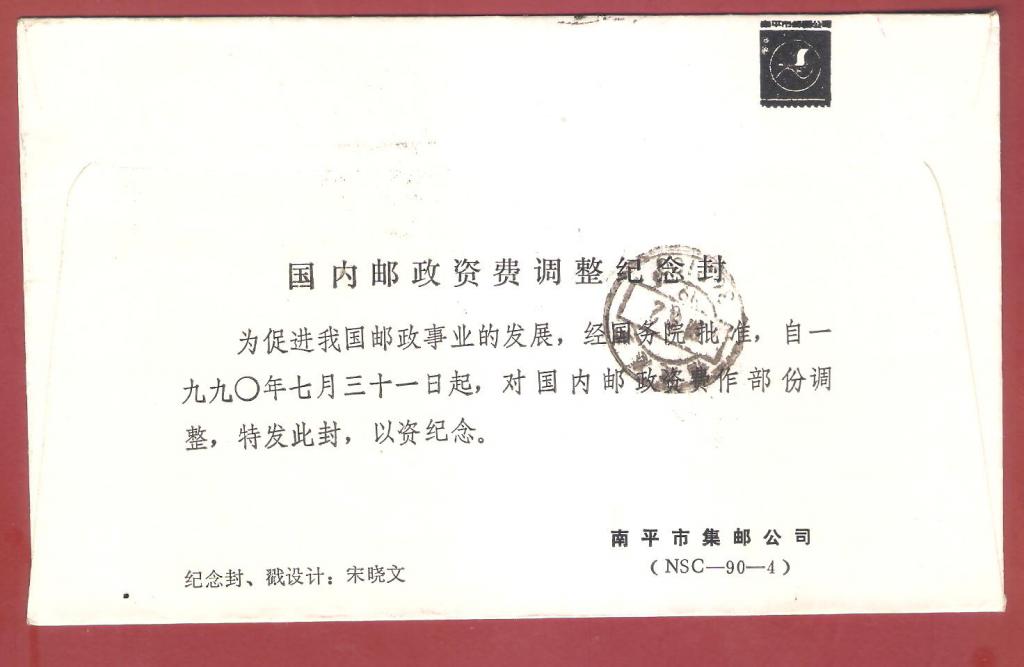 南平市邮票公司
国内邮政资费调整纪念封
为促进我国邮政事业的发展，经国务院批准，自一
九九〇年七月三十一日起，对国内邮政资费作部份调
整，特发此封，以资纪念。
南平市集邮公司
（NSC—90—4）
纪念封、戳设计：宋晓文